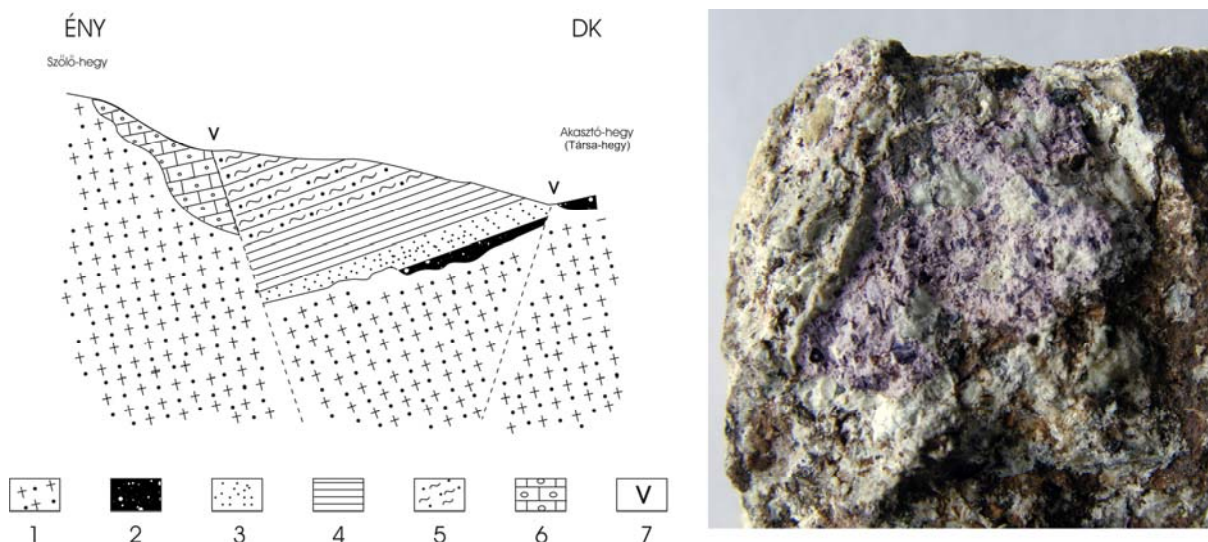 ÉNY
DK
Szőlő-hegy
V
Akasztó-hegy
(Társa-hegy)
V
V
1 2 3 4 5 6 7